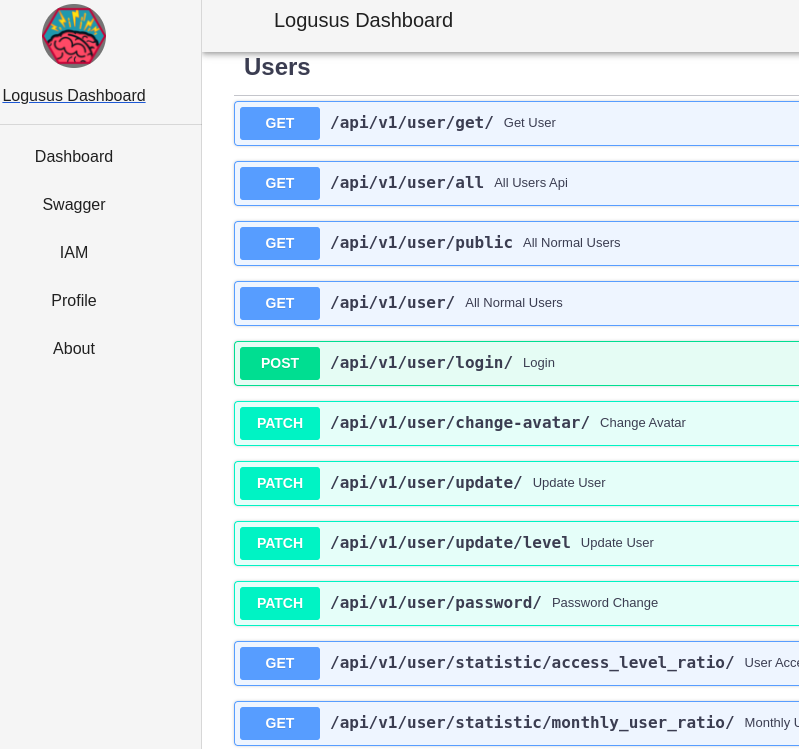 Logusus Dashboard
Logusus Dashboard
Dashboard
Swagger
IAM
Profile
About
Users
GET /api/v1/user/get/ Get User
GET /api/v1/user/all All Users Api
GET /api/v1/user/public All Normal Users
GET /api/v1/user/ All Normal Users
POST /api/v1/user/login/ Login
PATCH /api/v1/user/change-avatar/ Change Avatar
PATCH /api/v1/user/update/ Update User
PATCH /api/v1/user/update/level Update User
PATCH /api/v1/user/password/ Password Change
GET /api/v1/user/statistic/access_level_ratio/ User
GET /api/v1/user/statistic/monthly_user_ratio/ Monthly